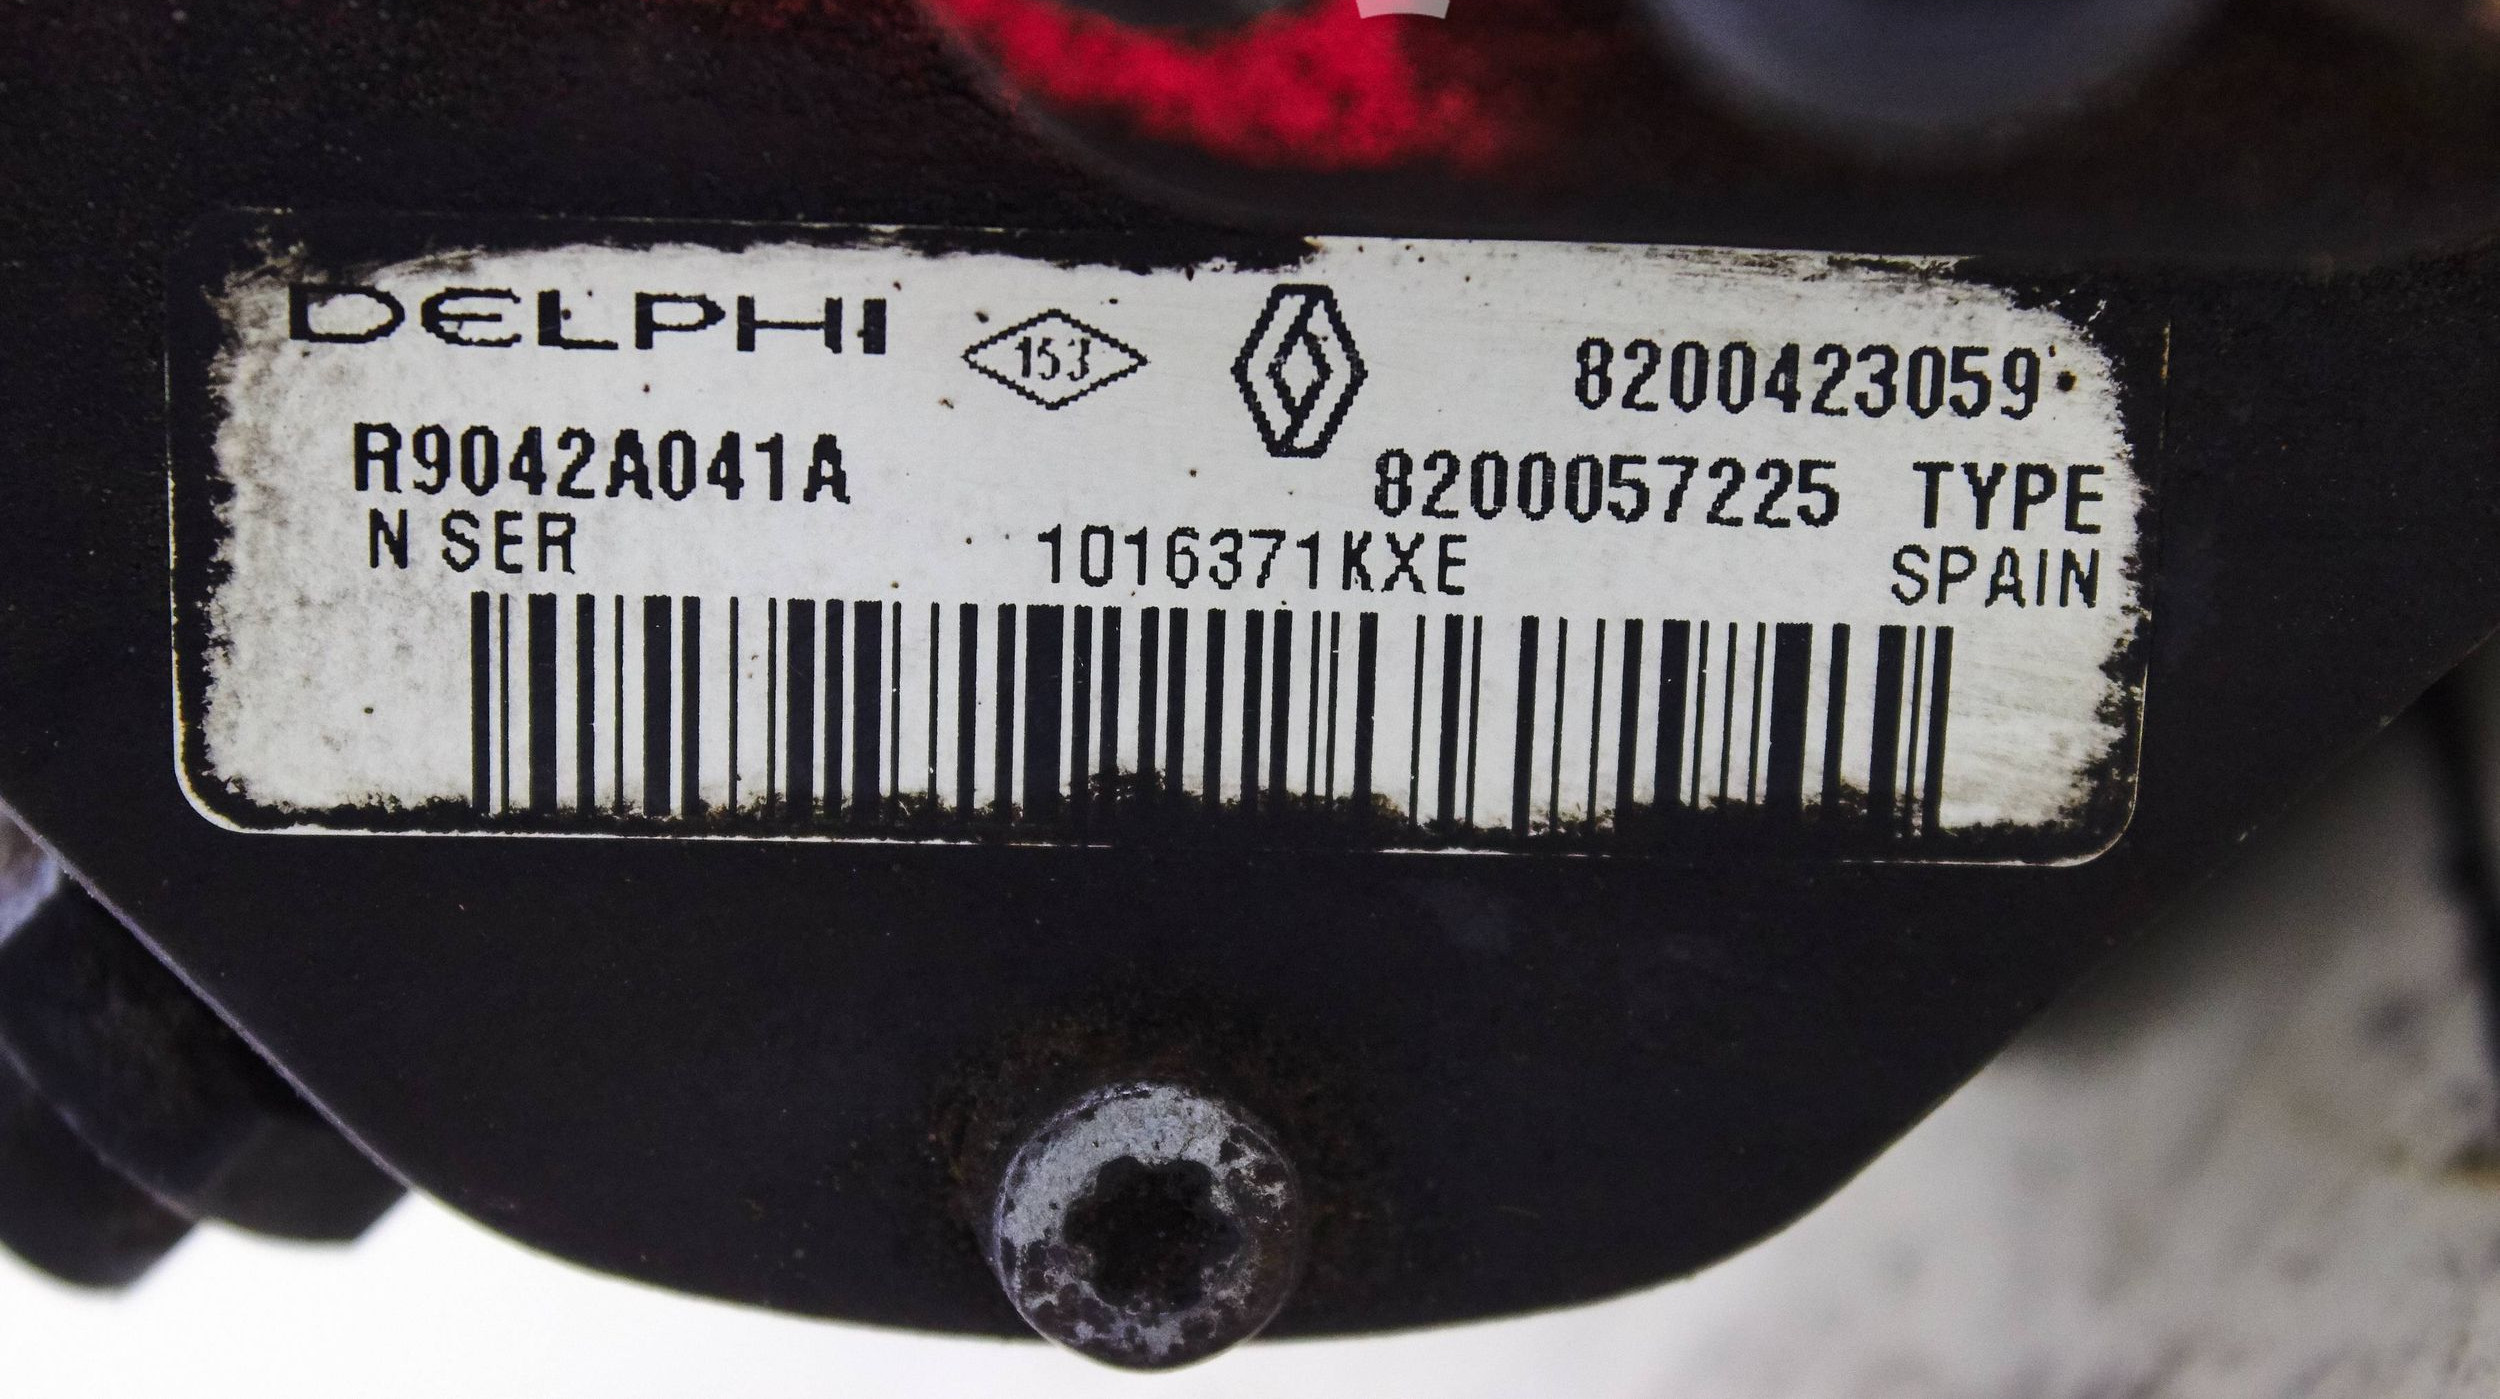 DELPHI 153 8200423059
R9042A041A 8200057225 TYPE
N SER 1016371KXE SPAIN